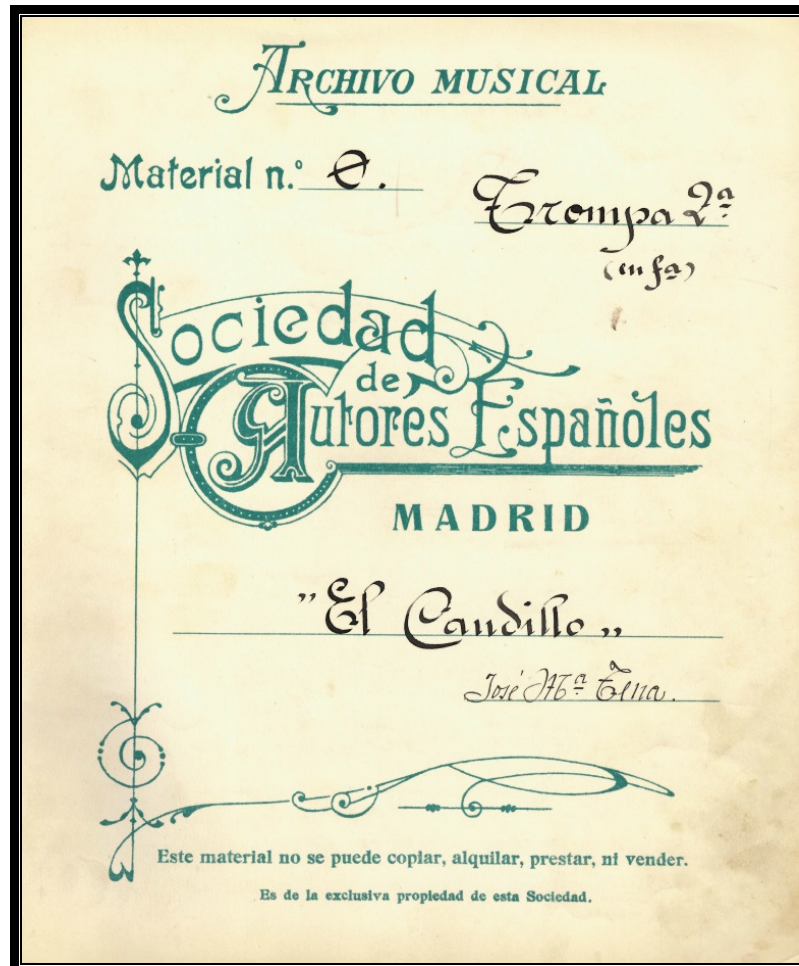 ARCHIVO MUSICAL
Material n.º O.
Trompa 2ª
(en fa)
Sociedad
de
Autores Españoles
MADRID
"El Caudillo"
José Mª Tena.
Este material no se puede copiar, alquilar, prestar, ni vender.
Es de la exclusiva propiedad de esta Sociedad.